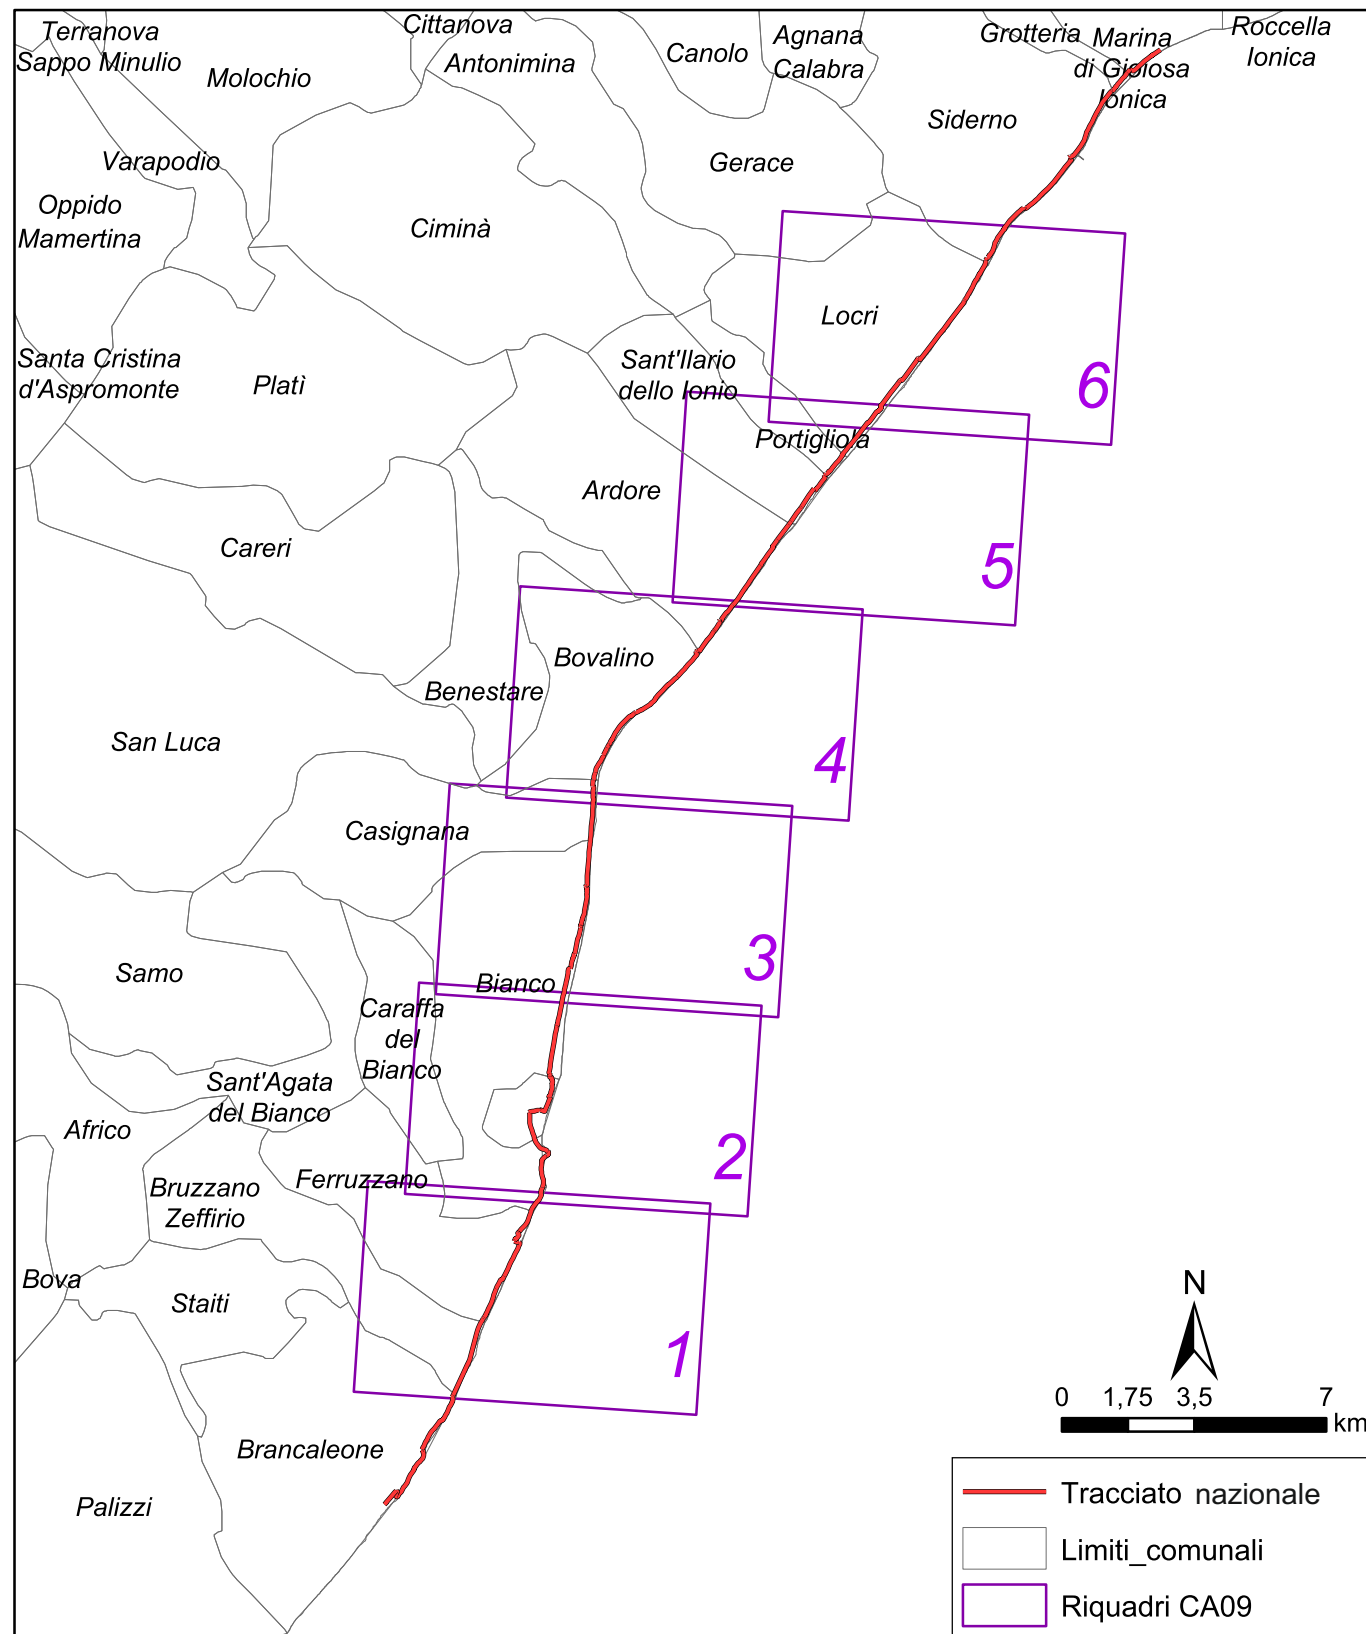 Terranova
Sappo Minulio
Cittanova
Molochio
Antonimina
Canolo
Agnana
Calabra
Grotteria
Marina
di Gioiosa
Ionica
Roccella
Ionica
Siderno
Varapodio
Gerace
Oppido
Mamertina
Ciminà
Locri
Santa Cristina
d'Aspromonte
Platì
Sant'Ilario
dello Ionio
6
Portigliola
Ardore
Careri
5
Bovalino
Benestare
San Luca
4
Casignana
3
Samo
Bianco
Caraffa
del
Bianco
Sant'Agata
del Bianco
Africo
2
Ferruzzano
Bruzzano
Zeffirio
Bova
Staiti
1
Brancaleone
Palizzi
N
0 1,75 3,5 7
km
Tracciato nazionale
Limiti_comunali
Riquadri CA09